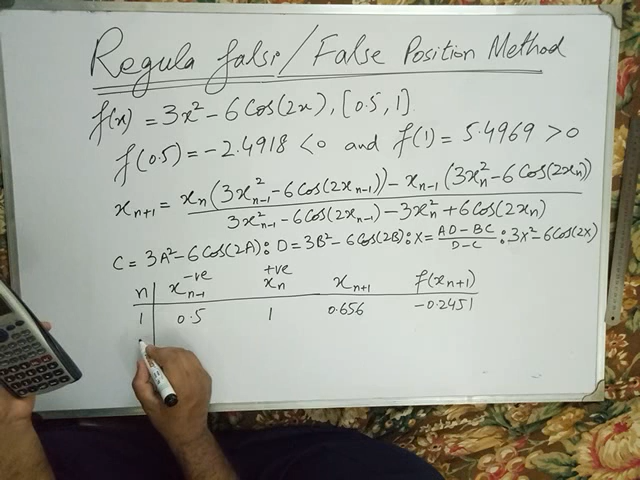 Regula falsi / False Position Method
f(x) = 3x² - 6 Cos(2x), [0.5, 1]
f(0.5) = -2.4918 < 0 and f(1) = 5.4969 > 0
xₙ₊₁ = (xₙ(3x²ₙ₋₁ - 6 Cos(2xₙ₋₁)) - xₙ₋₁(3x²ₙ - 6 Cos(2xₙ))) / (3x²ₙ₋₁ - 6 Cos(2xₙ₋₁) - 3x²ₙ + 6 Cos(2xₙ))
C = 3A² - 6 Cos(2A) : D = 3B² - 6 Cos(2B) : X = (AD - BC)/(D - C) : 3X² - 6 Cos(2X)
-ve +ve
n xₙ₋₁ xₙ xₙ₊₁ f(xₙ₊₁)
1 0.5 1 0.656 -0.2451